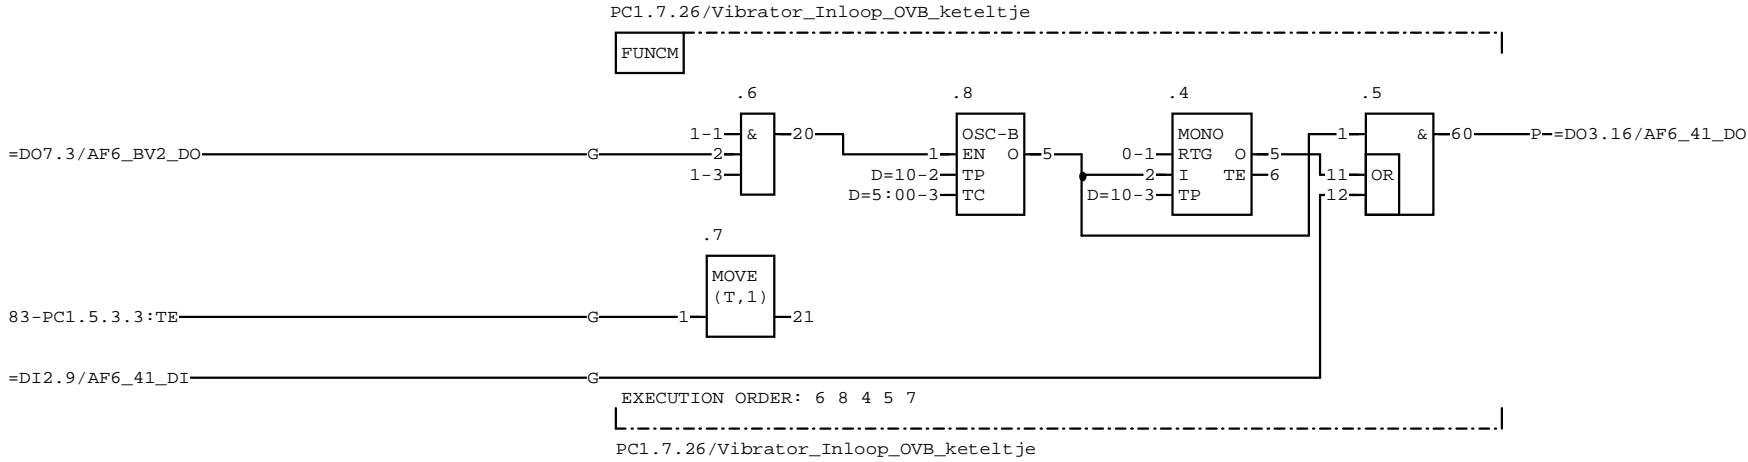 PC1.7.26/Vibrator_Inloop_OVB_keteltje
FUNCM
.6 .8 .4 .5
1-1 & 20 OSC-B MONO 1 & 60 P =DO3.16/AF6_41_DO
=DO7.3/AF6_BV2_DO G 2 1 EN O 5 0-1 RTG O 5
1-3 D=10-2 TP 2 I TE 6 11 OR
D=5:00-3 TC D=10-3 TP 12
.7
MOVE
(T,1)
83-PC1.5.3.3:TE G 1 21
=DI2.9/AF6_41_DI G
EXECUTION ORDER: 6 8 4 5 7
PC1.7.26/Vibrator_Inloop_OVB_keteltje